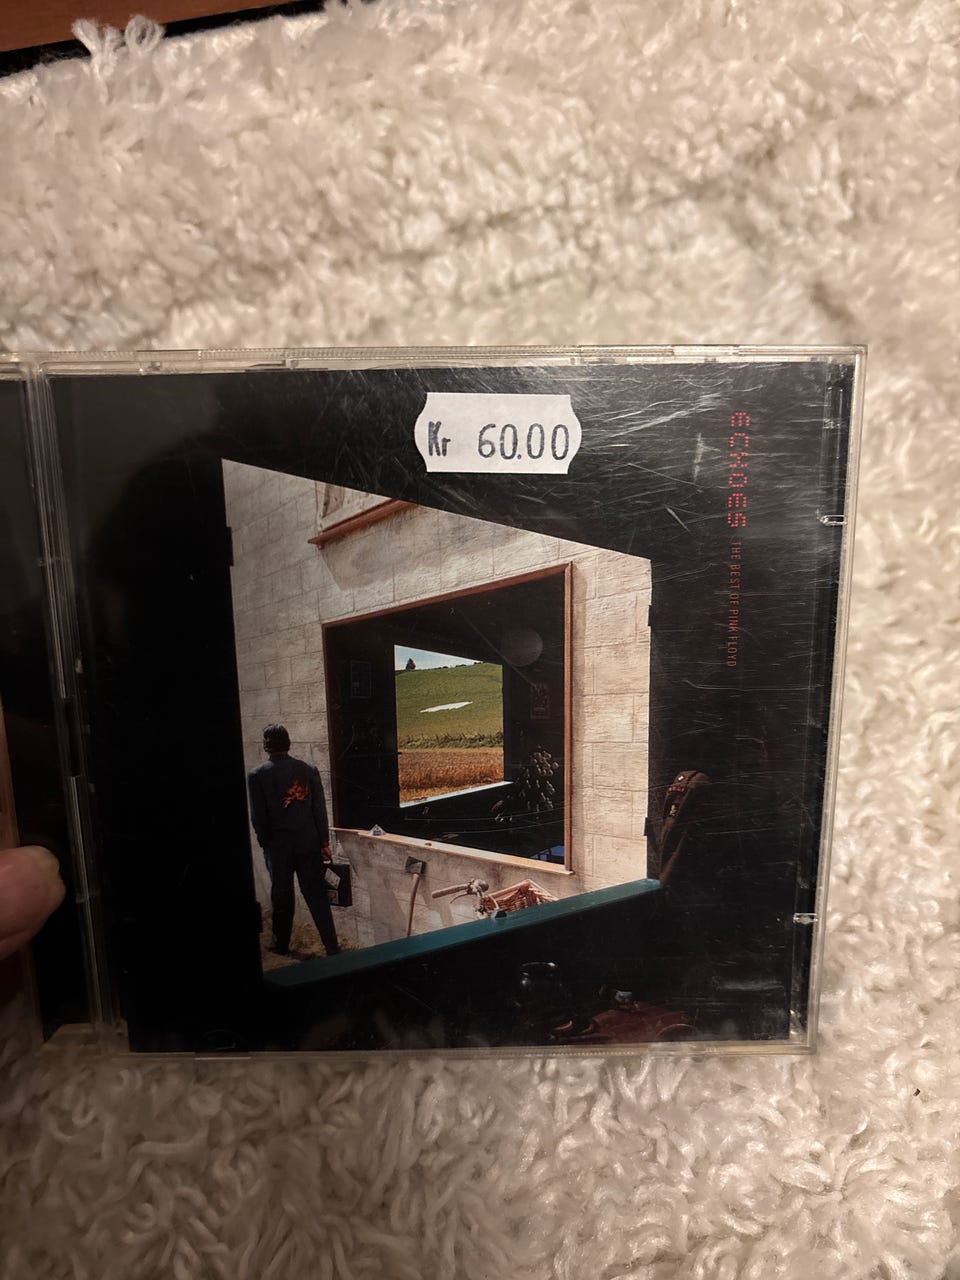 Kr 60.00
echoes THE BEST OF PINK FLOYD